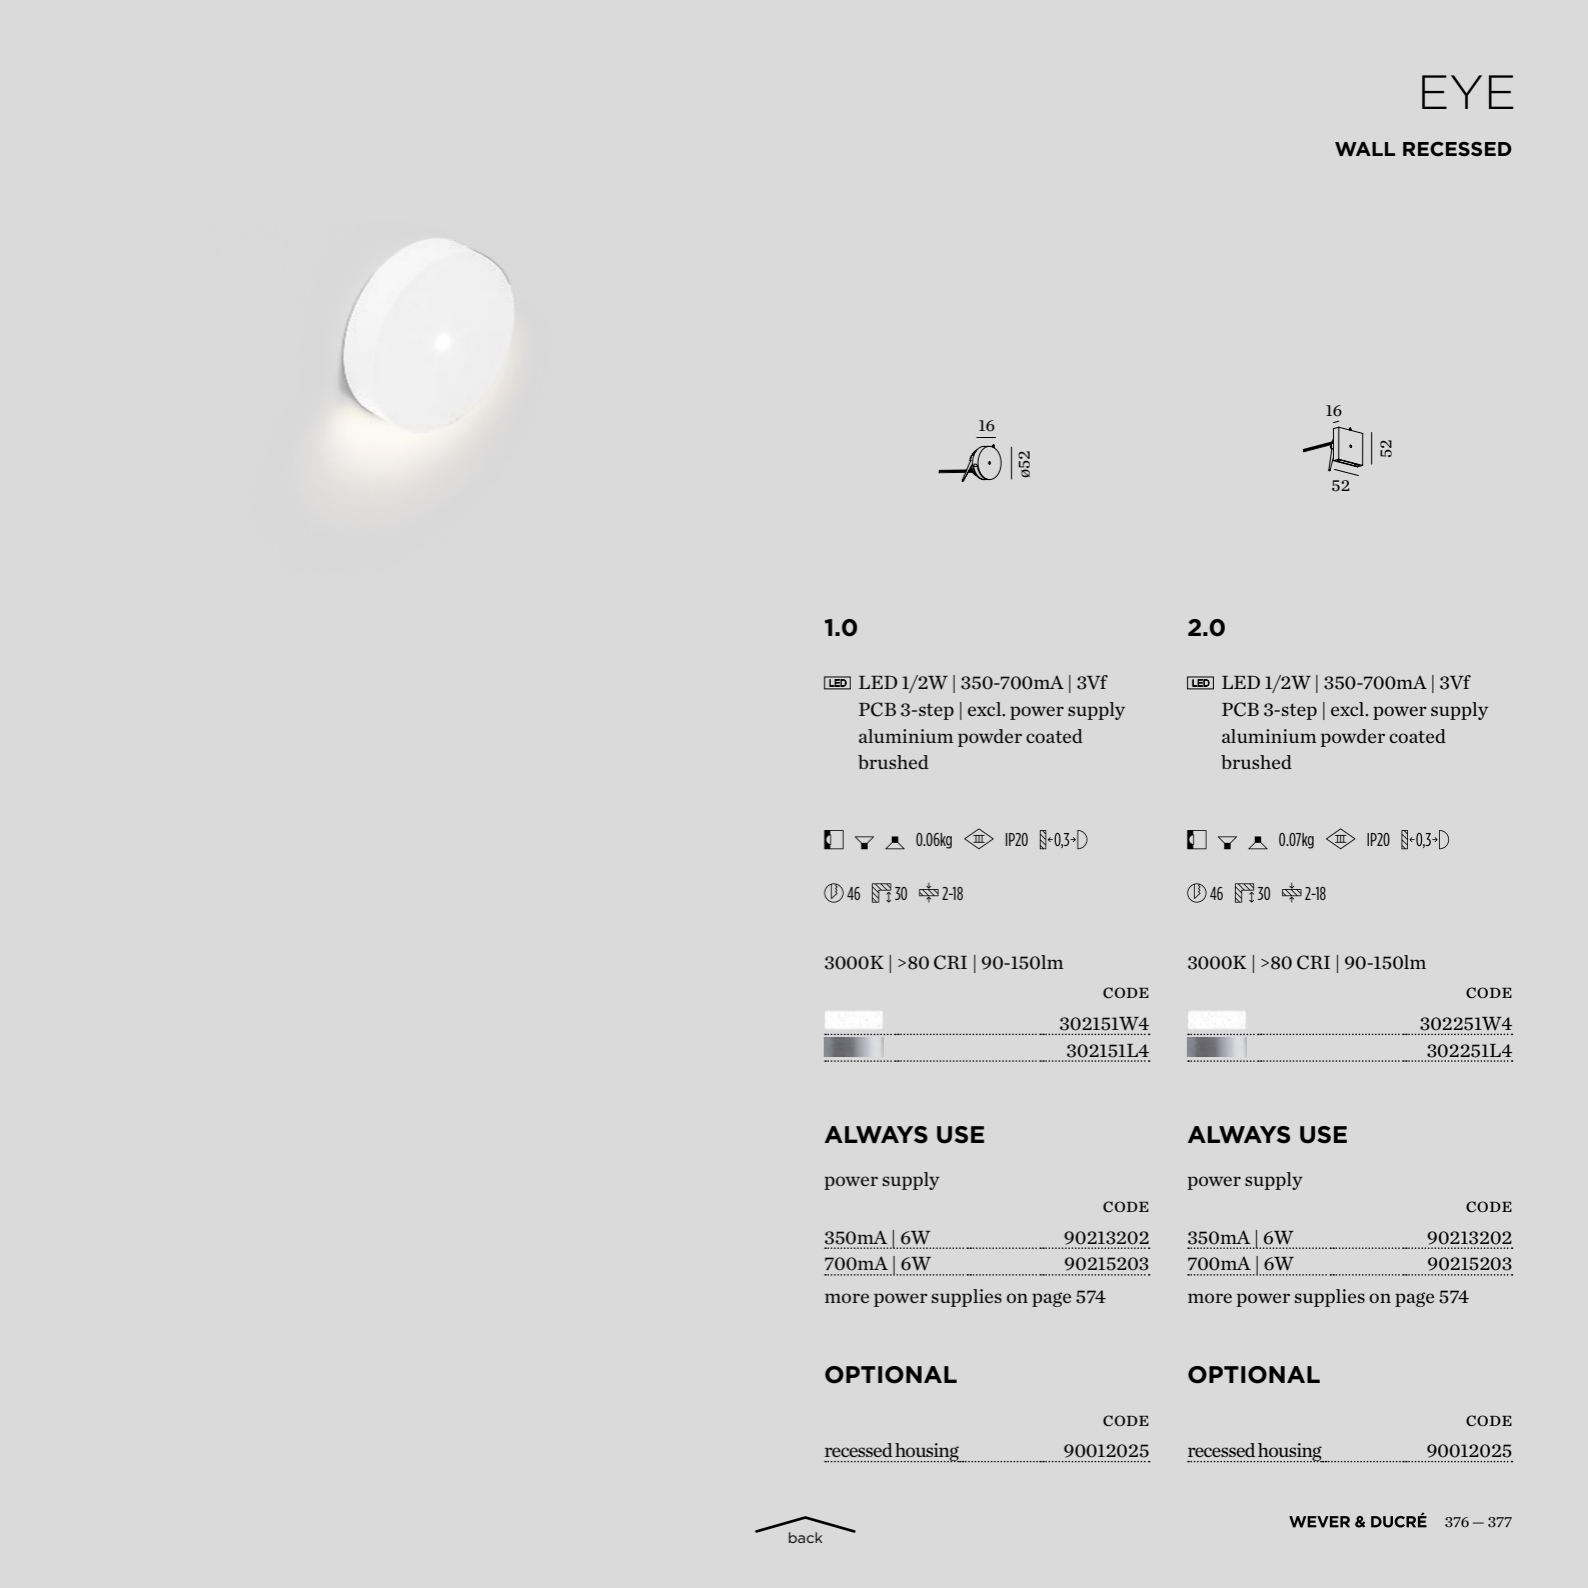 EYE
WALL RECESSED
16
ø52
16
52
52
1.0
LED LED 1/2W | 350-700mA | 3Vf
PCB 3-step | excl. power supply
aluminium powder coated
brushed
0.06kg III IP20 0,3
46 30 2-18
3000K | >80 CRI | 90-150lm
CODE
302151W4
302151L4
ALWAYS USE
power supply
CODE
350mA | 6W 90213202
700mA | 6W 90215203
more power supplies on page 574
OPTIONAL
CODE
recessed housing 90012025
2.0
LED LED 1/2W | 350-700mA | 3Vf
PCB 3-step | excl. power supply
aluminium powder coated
brushed
0.07kg III IP20 0,3
46 30 2-18
3000K | >80 CRI | 90-150lm
CODE
302251W4
302251L4
ALWAYS USE
power supply
CODE
350mA | 6W 90213202
700mA | 6W 90215203
more power supplies on page 574
OPTIONAL
CODE
recessed housing 90012025
back
WEVER & DUCRÉ 376 — 377